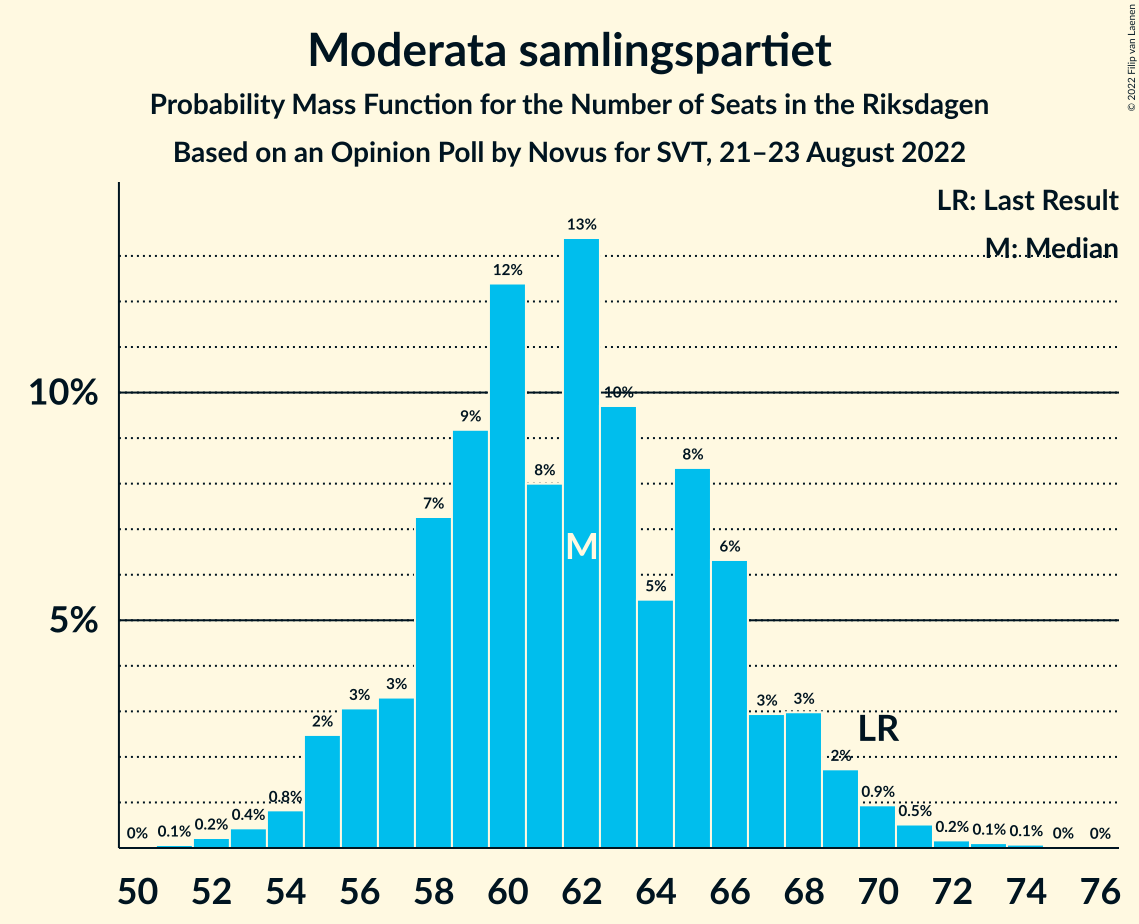 Moderata samlingspartiet
Probability Mass Function for the Number of Seats in the Riksdagen
Based on an Opinion Poll by Novus for SVT, 21–23 August 2022
© 2022 Filip van Laenen
LR: Last Result
M: Median
10%
5%
0% 0.1% 0.2% 0.4% 0.8% 2% 3% 3% 7% 9% 12% 8% 13% 10% 5% 8% 6% 3% 3% 2% 0.9% 0.5% 0.2% 0.1% 0.1% 0% 0%
M
LR
50 52 54 56 58 60 62 64 66 68 70 72 74 76